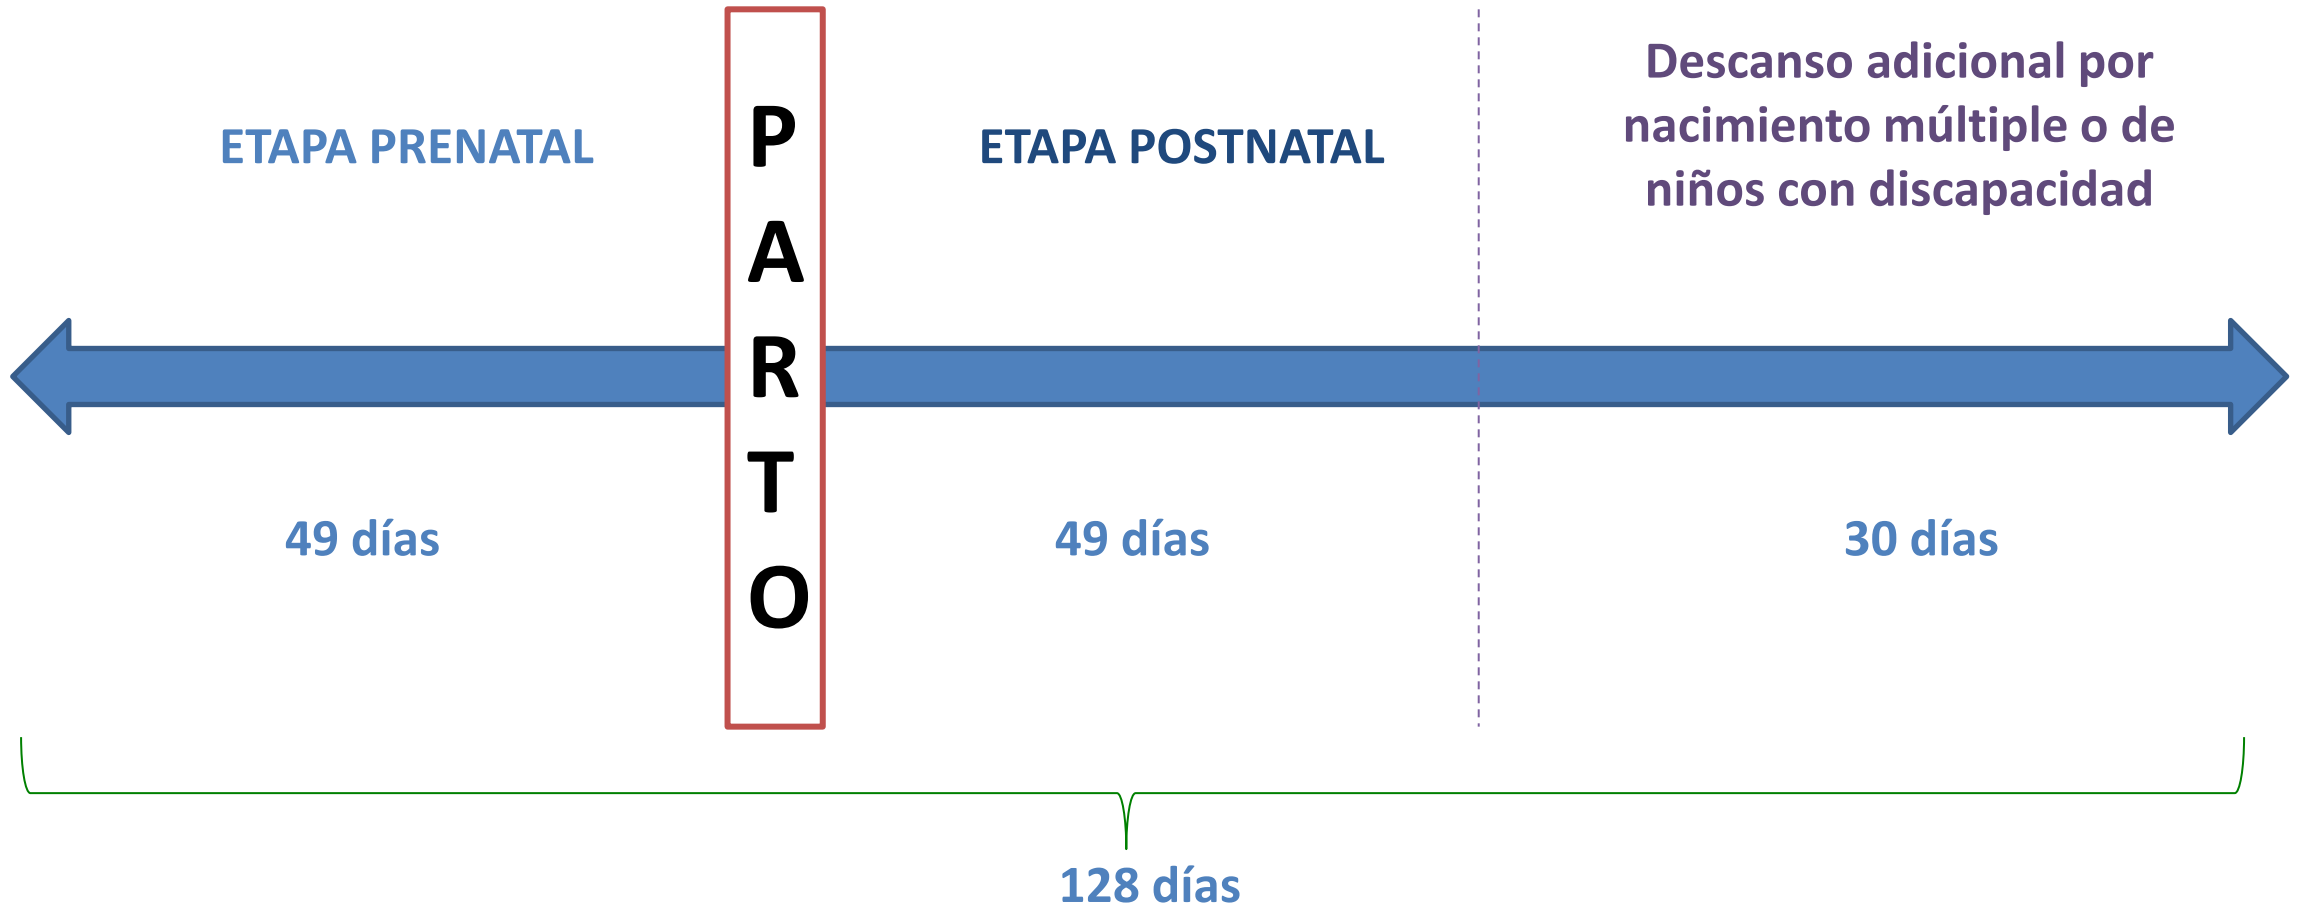 ETAPA PRENATAL
P
A
R
T
O
ETAPA POSTNATAL
Descanso adicional por
nacimiento múltiple o de
niños con discapacidad
49 días
49 días
30 días
128 días